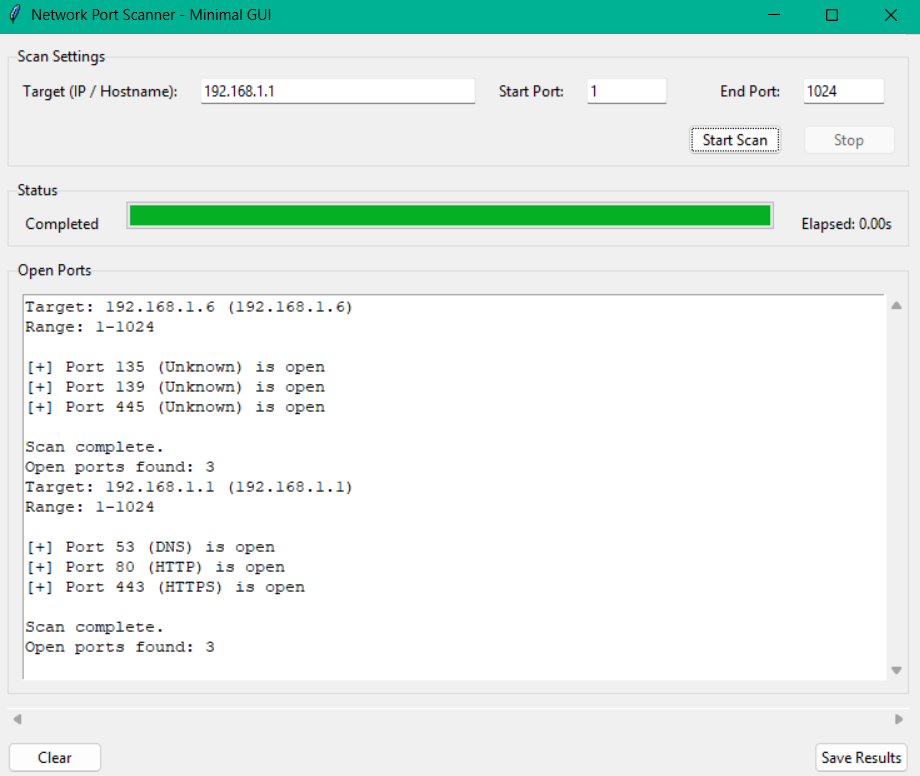 Network Port Scanner - Minimal GUI
Scan Settings
Target (IP / Hostname): 192.168.1.1 Start Port: 1 End Port: 1024
Start Scan Stop
Status
Completed Elapsed: 0.00s
Open Ports
Target: 192.168.1.6 (192.168.1.6)
Range: 1-1024
[+] Port 135 (Unknown) is open
[+] Port 139 (Unknown) is open
[+] Port 445 (Unknown) is open
Scan complete.
Open ports found: 3
Target: 192.168.1.1 (192.168.1.1)
Range: 1-1024
[+] Port 53 (DNS) is open
[+] Port 80 (HTTP) is open
[+] Port 443 (HTTPS) is open
Scan complete.
Open ports found: 3
Clear Save Results